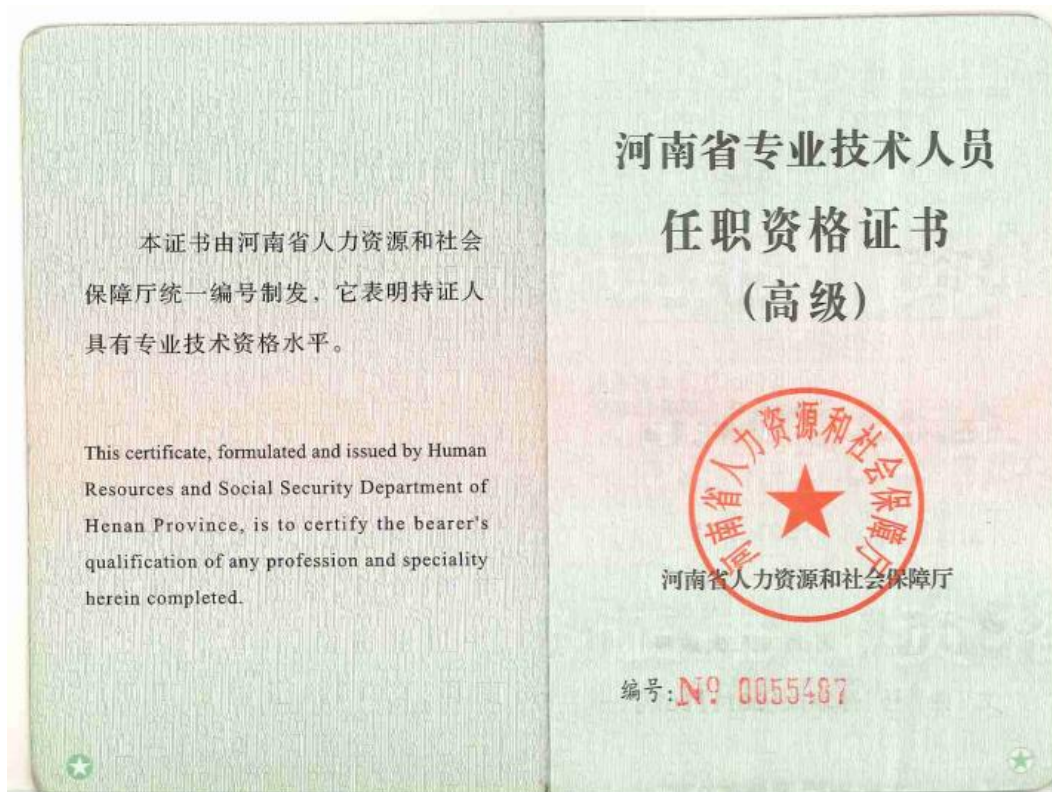 本证书由河南省人力资源和社会
保障厅统一编号制发，它表明持证人
具有专业技术资格水平。
This certificate, formulated and issued by Human
Resources and Social Security Department of
Henan Province, is to certify the bearer's
qualification of any profession and speciality
herein completed.
河南省专业技术人员
任职资格证书
(高级)
河南省人力资源和社会保障厅
河南省人力资源和社会保障厅
编号:№ 0055487